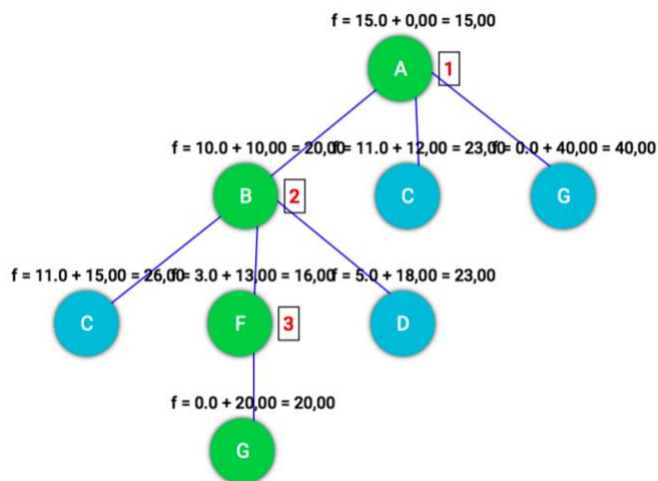 f = 15.0 + 0,00 = 15,00
A 1
f = 10.0 + 10,00 = 20,00 f = 11.0 + 12,00 = 23,00 f = 0.0 + 40,00 = 40,00
B 2 C G
f = 11.0 + 15,00 = 26,00 f = 3.0 + 13,00 = 16,00 f = 5.0 + 18,00 = 23,00
C F 3 D
f = 0.0 + 20,00 = 20,00
G